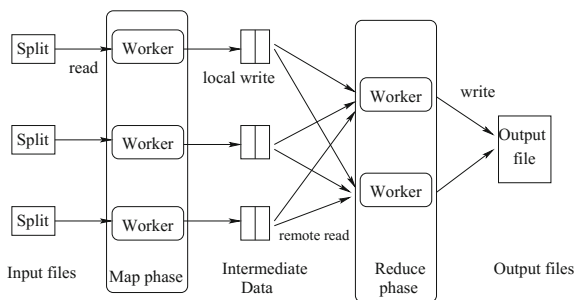 Split
Worker
read
local write
Worker
write
Split
Worker
Output
file
Worker
Split
Worker
remote read
Input files
Map phase
Intermediate
Data
Reduce
phase
Output files